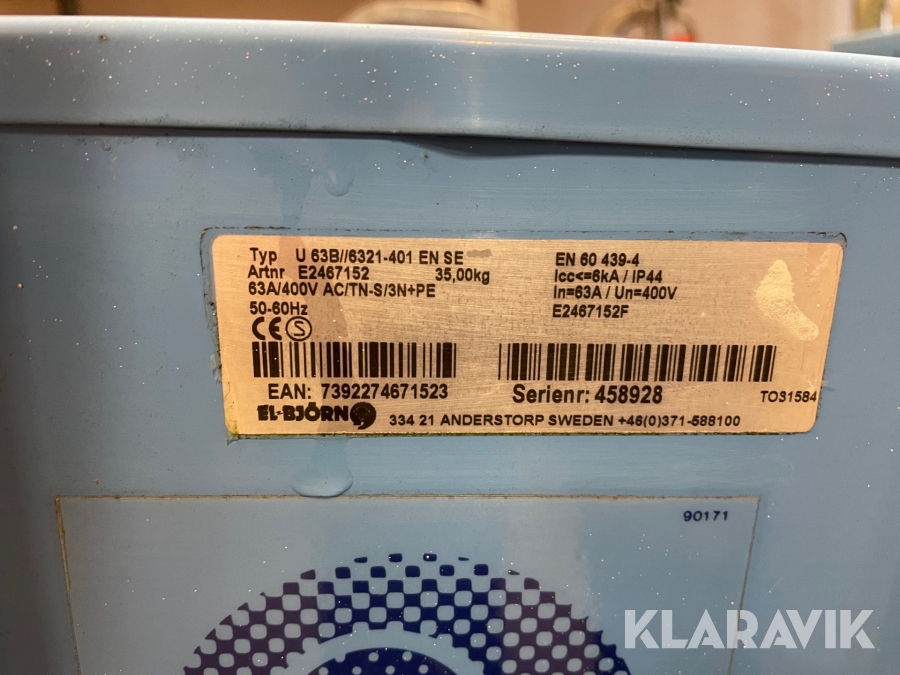 Typ U 63B//6321-401 EN SE
Artnr E2467152 35,00kg
63A/400V AC/TN-S/3N+PE
50-60Hz
CE S
EN 60 439-4
Icc<=6kA / IP44
In=63A / Un=400V
E2467152F
EAN: 7392274671523
Serienr: 458928
TOS1584
EL-BJÖRN
334 21 ANDERSTORP SWEDEN +46(0)371-588100
90171
KLARAVIK